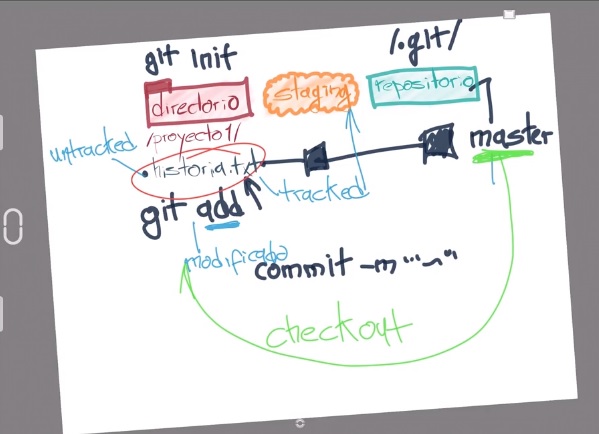 git init
/.git/
directorio
staging
repositorio
/proyecto1/
untracked
historia.txt
master
tracked
git add
modificado
commit -m "~"
checkout